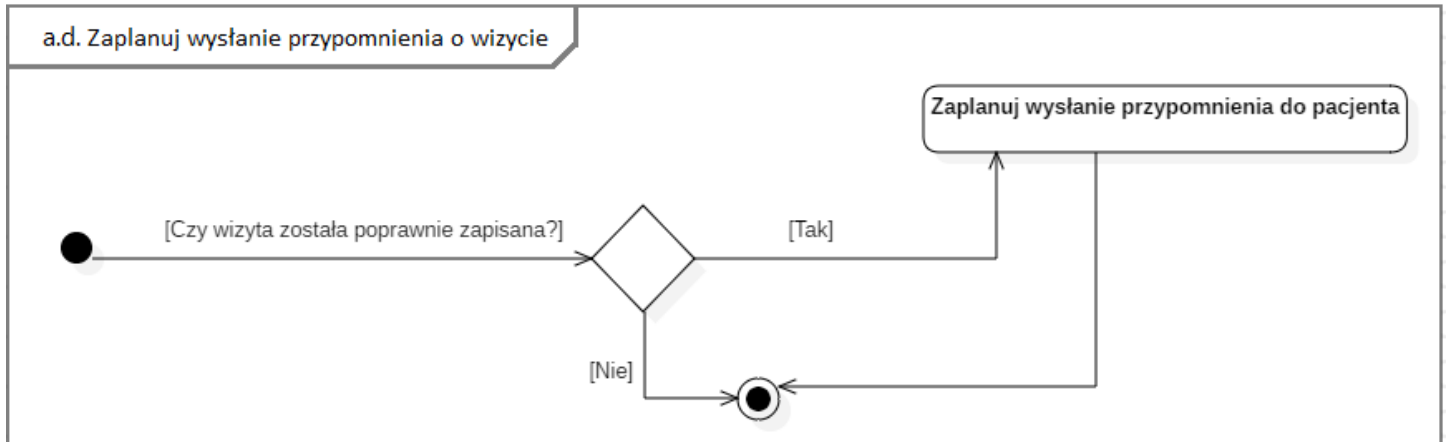 a.d. Zaplanuj wysłanie przypomnienia o wizycie
Zaplanuj wysłanie przypomnienia do pacjenta
[Czy wizyta została poprawnie zapisana?]
[Tak]
[Nie]